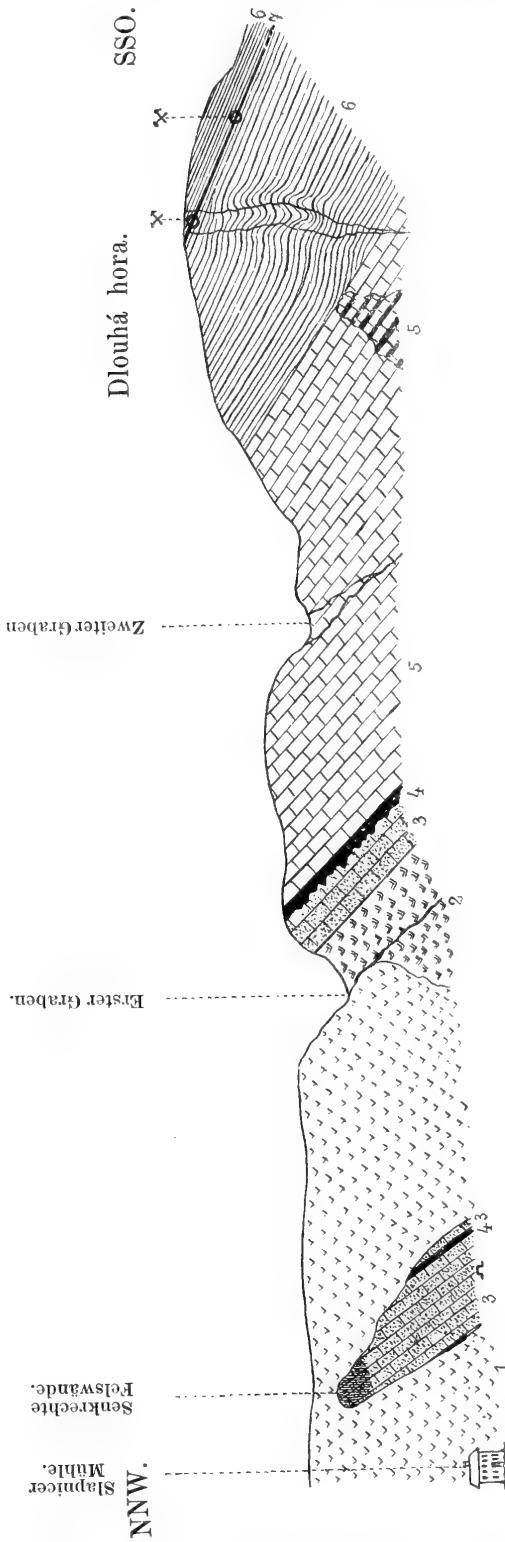 NNW.
Slapnicer
Mühle.
Senkrechte
Felswände.
Erster Graben.
Zweiter Graben
Dlouhá hora.
SSO.
1
3
4
3
2
3
4
5
5
6
6
7